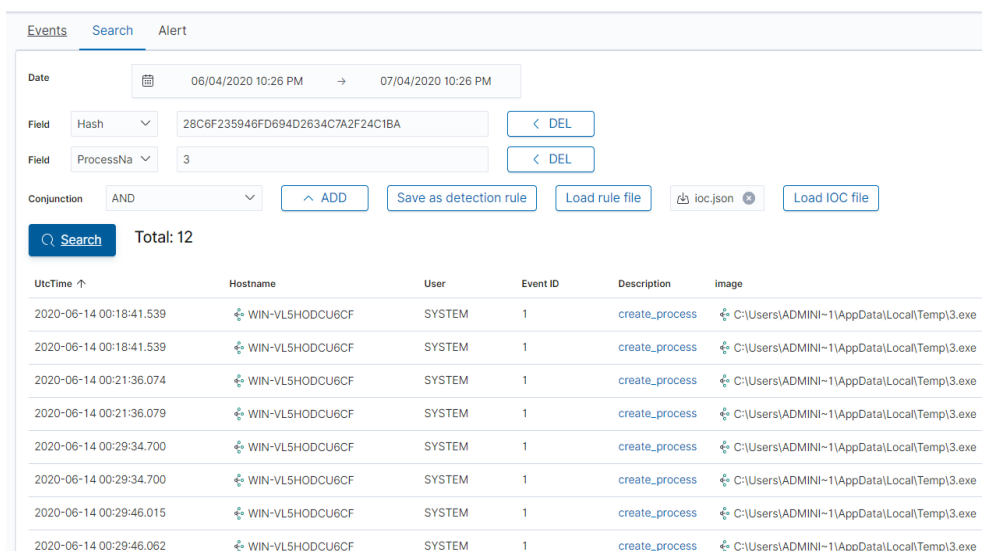 Events Search Alert
Date 06/04/2020 10:26 PM → 07/04/2020 10:26 PM
Field Hash 28C6F235946FD694D2634C7A2F24C1BA < DEL
Field ProcessNa 3 < DEL
Conjunction AND ^ ADD Save as detection rule Load rule file ioc.json Load IOC file
Search Total: 12
UtcTime ↑ Hostname User Event ID Description image
2020-06-14 00:18:41.539 WIN-VL5HODCU6CF SYSTEM 1 create_process C:\Users\ADMINI~1\AppData\Local\Temp\3.exe
2020-06-14 00:18:41.539 WIN-VL5HODCU6CF SYSTEM 1 create_process C:\Users\ADMINI~1\AppData\Local\Temp\3.exe
2020-06-14 00:21:36.074 WIN-VL5HODCU6CF SYSTEM 1 create_process C:\Users\ADMINI~1\AppData\Local\Temp\3.exe
2020-06-14 00:21:36.079 WIN-VL5HODCU6CF SYSTEM 1 create_process C:\Users\ADMINI~1\AppData\Local\Temp\3.exe
2020-06-14 00:29:34.700 WIN-VL5HODCU6CF SYSTEM 1 create_process C:\Users\ADMINI~1\AppData\Local\Temp\3.exe
2020-06-14 00:29:34.700 WIN-VL5HODCU6CF SYSTEM 1 create_process C:\Users\ADMINI~1\AppData\Local\Temp\3.exe
2020-06-14 00:29:46.015 WIN-VL5HODCU6CF SYSTEM 1 create_process C:\Users\ADMINI~1\AppData\Local\Temp\3.exe
2020-06-14 00:29:46.062 WIN-VL5HODCU6CF SYSTEM 1 create_process C:\Users\ADMINI~1\AppData\Local\Temp\3.exe